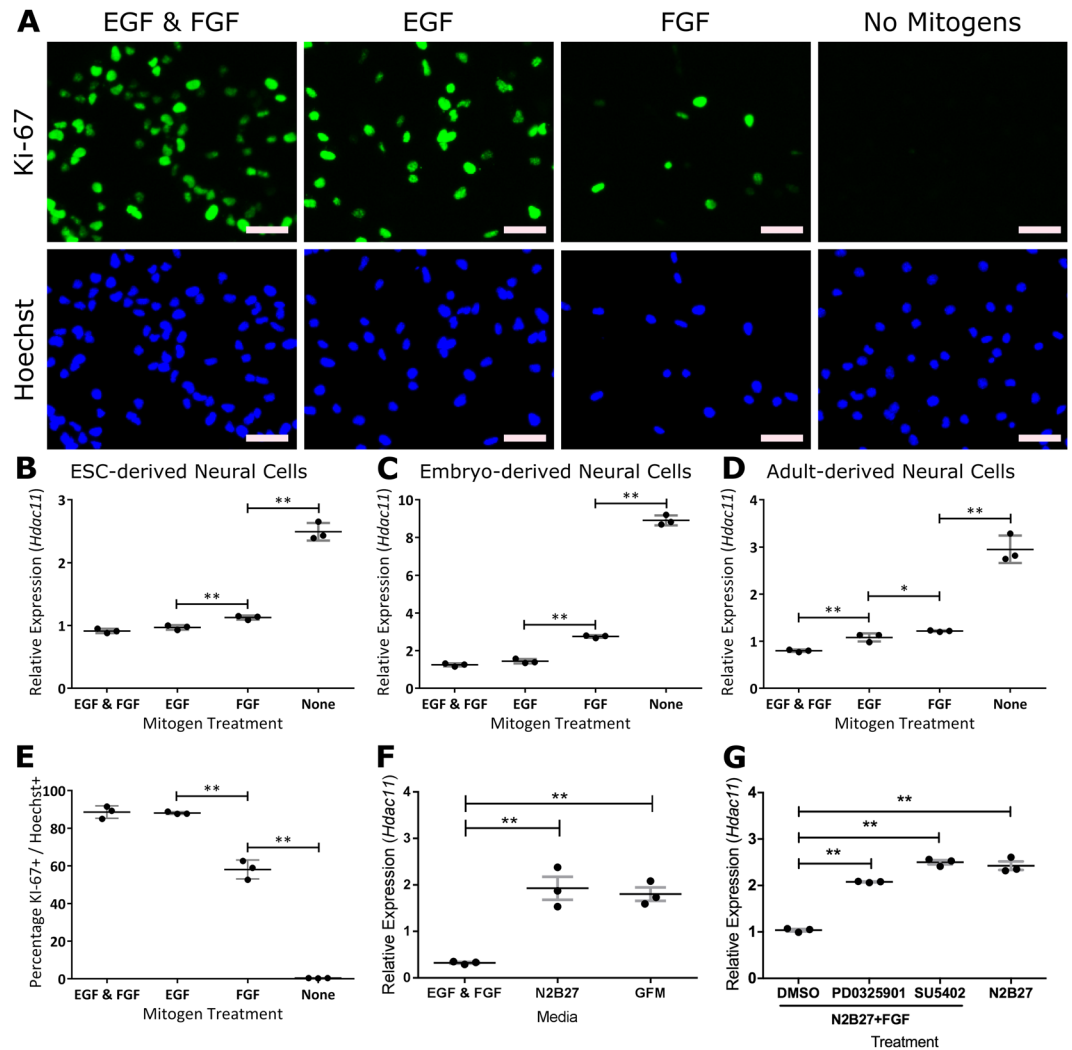 A
EGF & FGF
EGF
FGF
No Mitogens
Ki-67
Hoechst
B
ESC-derived Neural Cells
Relative Expression (Hdac11)
3
2
1
0
**
**
EGF & FGF
EGF
FGF
None
Mitogen Treatment
C
Embryo-derived Neural Cells
Relative Expression (Hdac11)
10
8
6
4
2
0
**
**
EGF & FGF
EGF
FGF
None
Mitogen Treatment
D
Adult-derived Neural Cells
Relative Expression (Hdac11)
4
3
2
1
0
**
*
**
EGF & FGF
EGF
FGF
None
Mitogen Treatment
E
Percentage KI-67+ / Hoechst+
100
80
60
40
20
0
**
**
EGF & FGF
EGF
FGF
None
Mitogen Treatment
F
Relative Expression (Hdac11)
4
3
2
1
0
**
**
EGF & FGF
N2B27
GFM
Media
G
Relative Expression (Hdac11)
4
3
2
1
0
**
**
**
DMSO
PD0325901
SU5402
N2B27
N2B27+FGF
Treatment